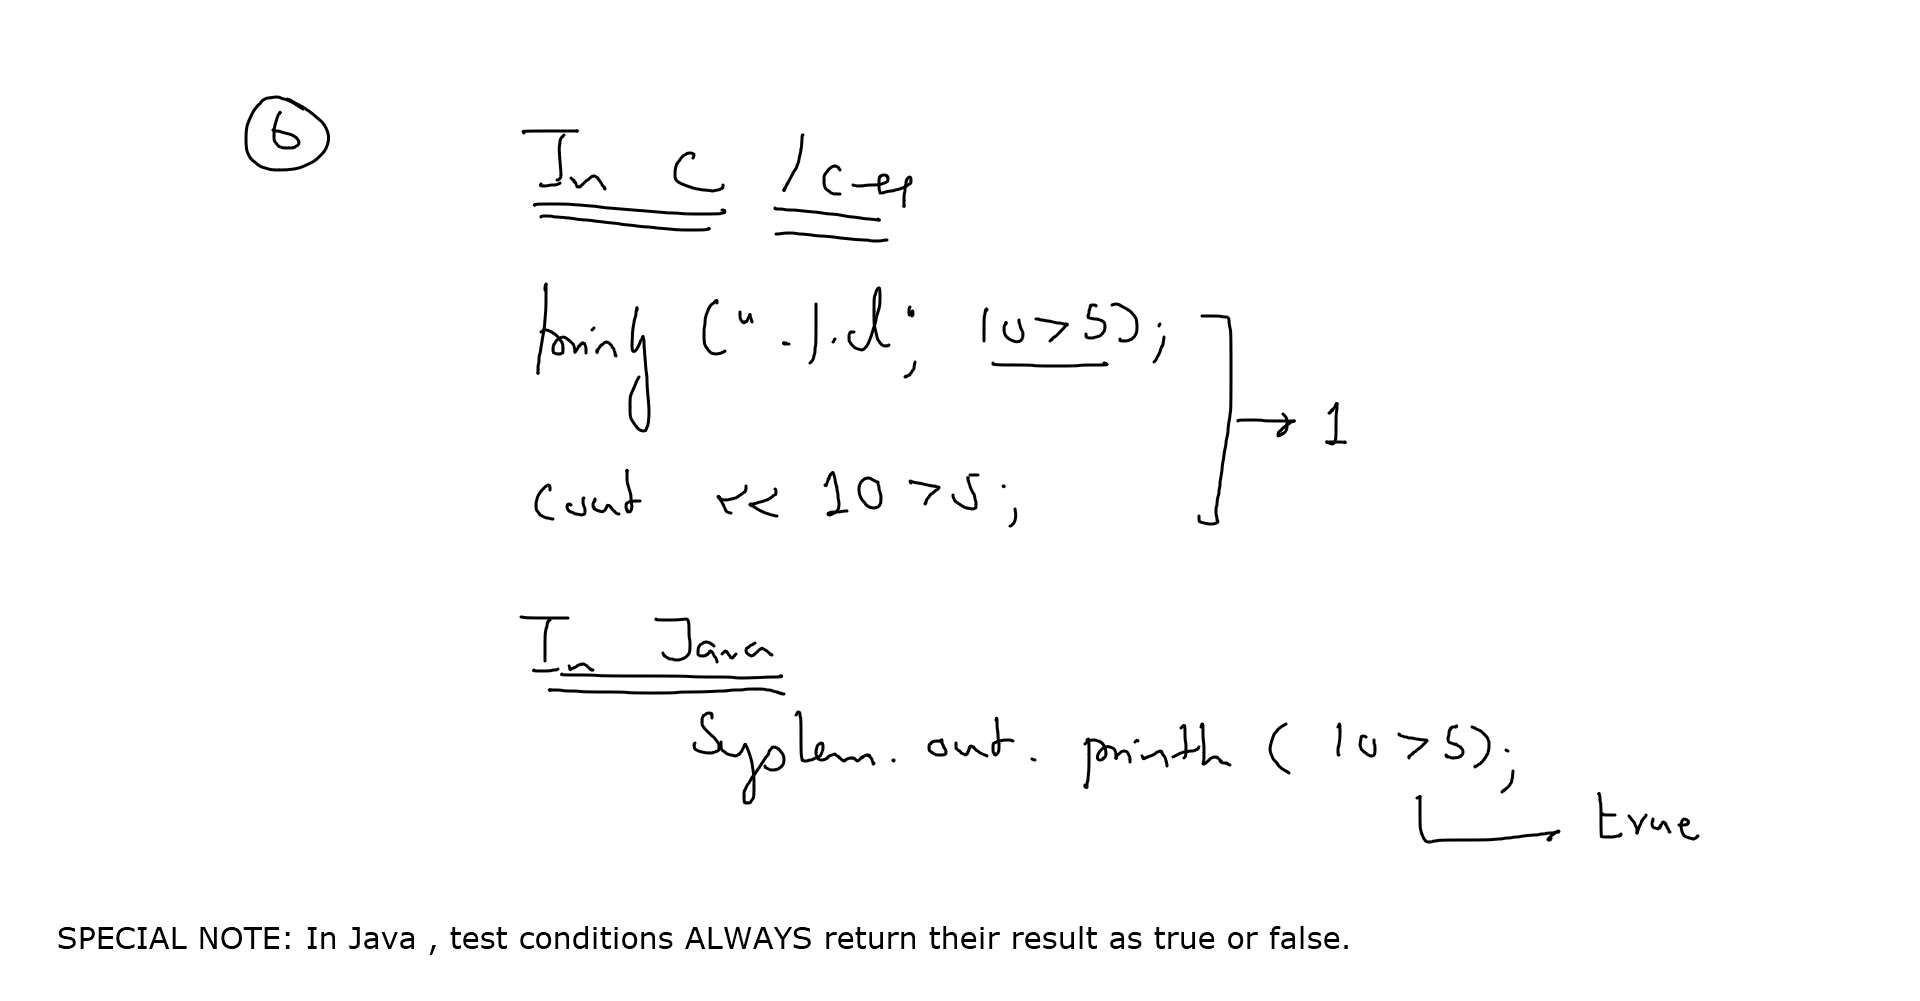 6
In C / Cpp
printf ("%d", 10>5);
→ 1
cout << 10 >5;
In Java
System. out. println ( 10 >5);
true
SPECIAL NOTE: In Java , test conditions ALWAYS return their result as true or false.